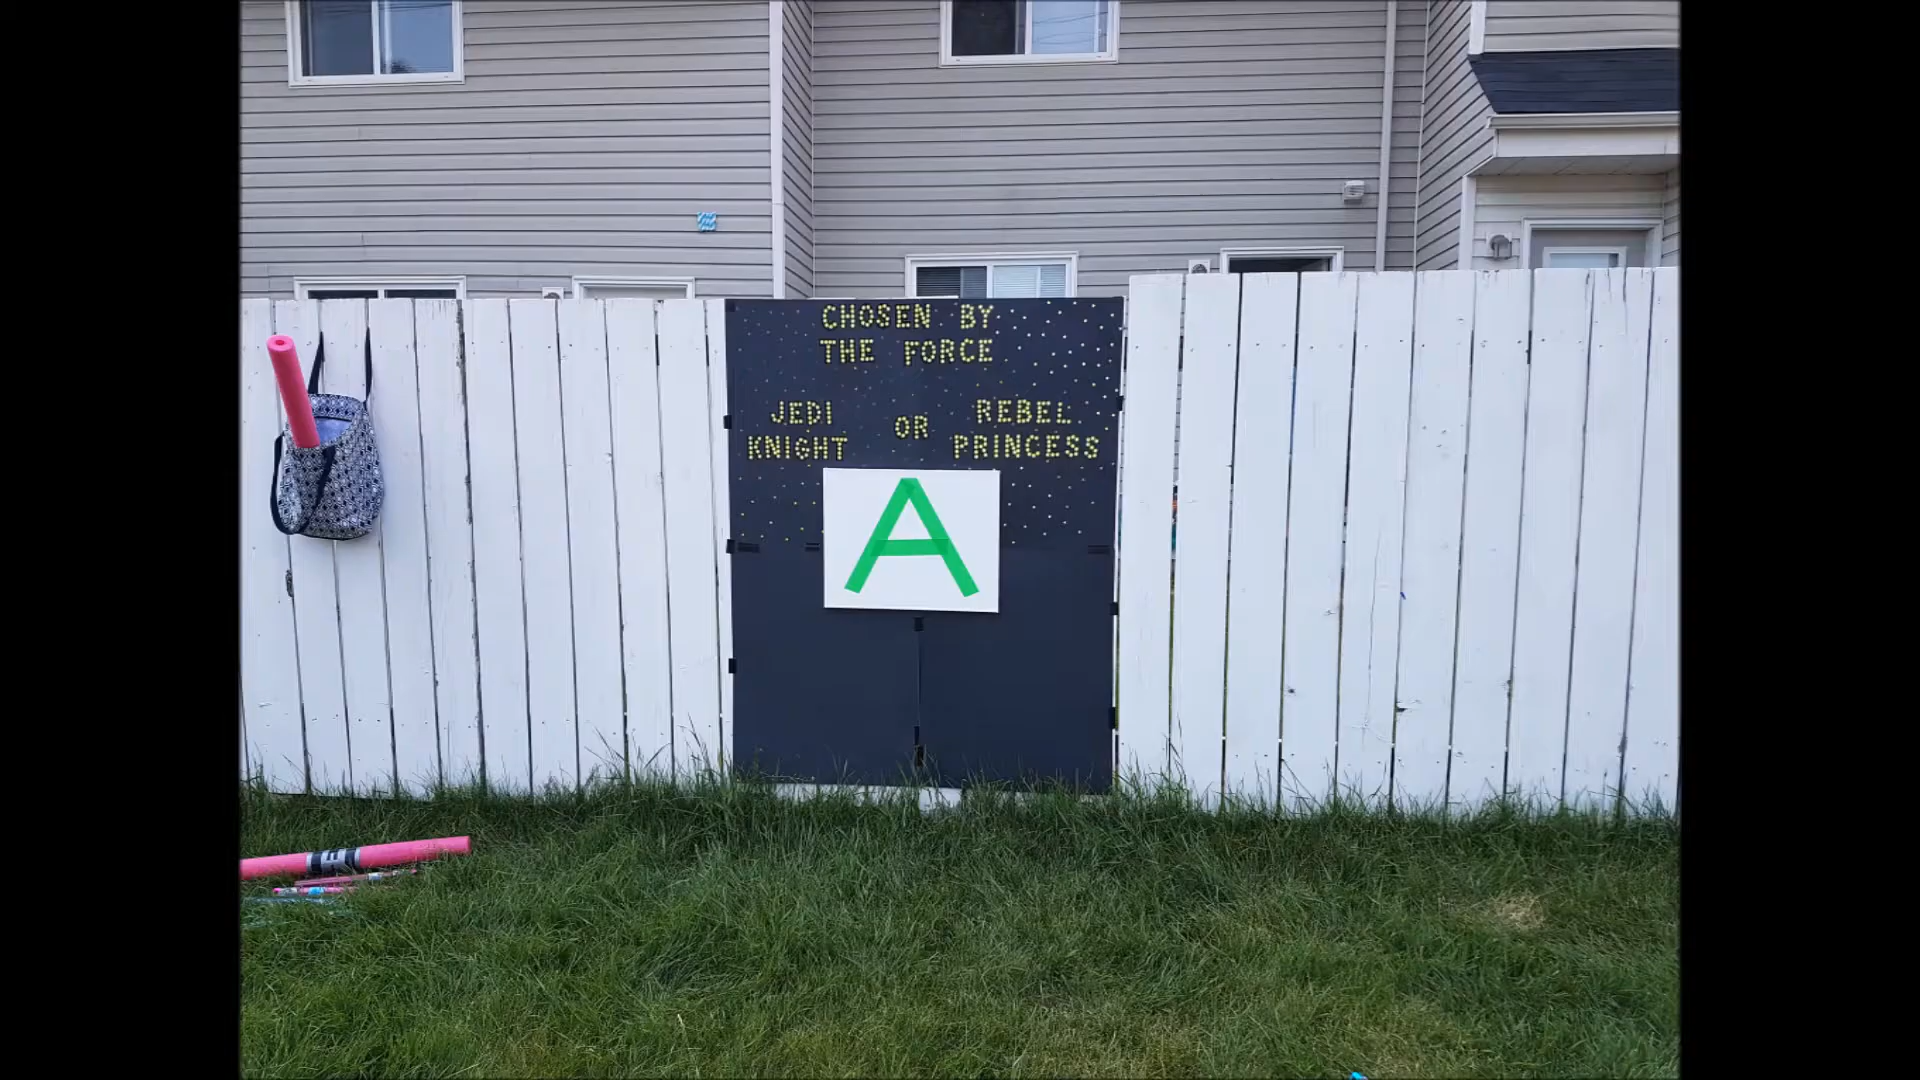 CHOSEN BY
THE FORCE
JEDI
KNIGHT
OR
REBEL
PRINCESS
A